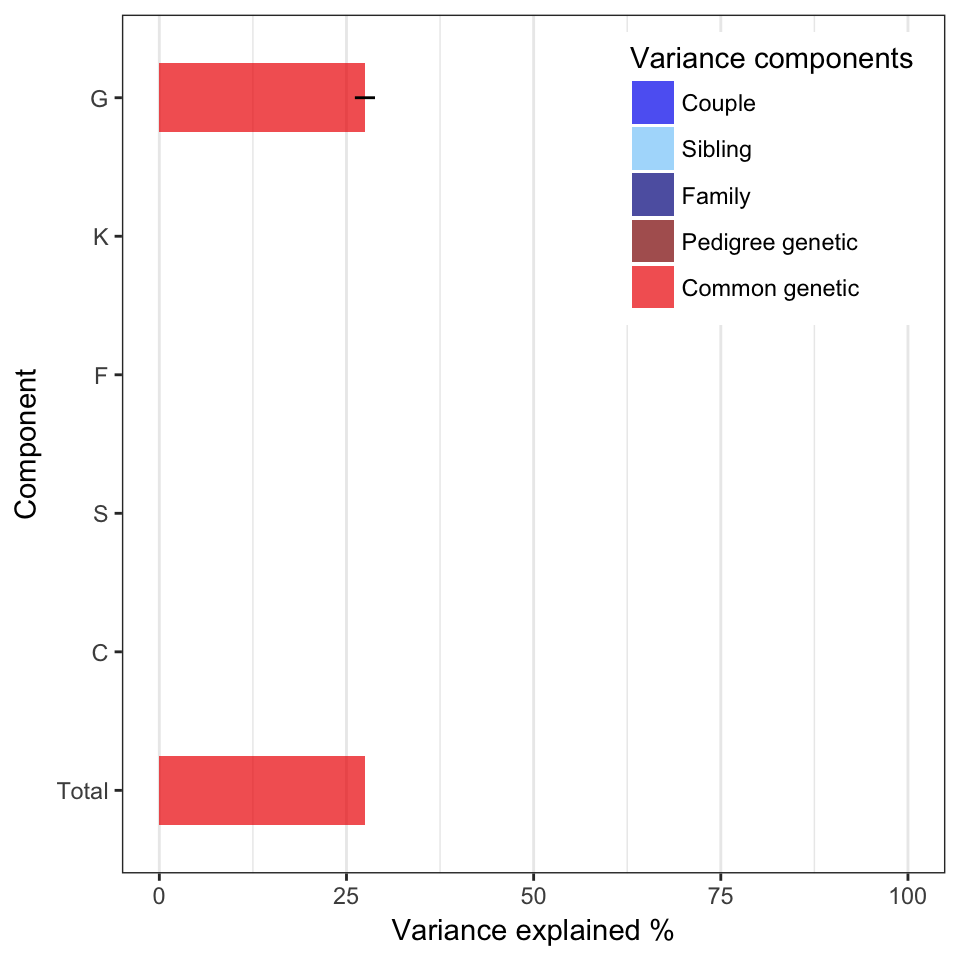 Variance components
Couple
Sibling
Family
Pedigree genetic
Common genetic
G
K
F
S
C
Total
Component
0 25 50 75 100
Variance explained %